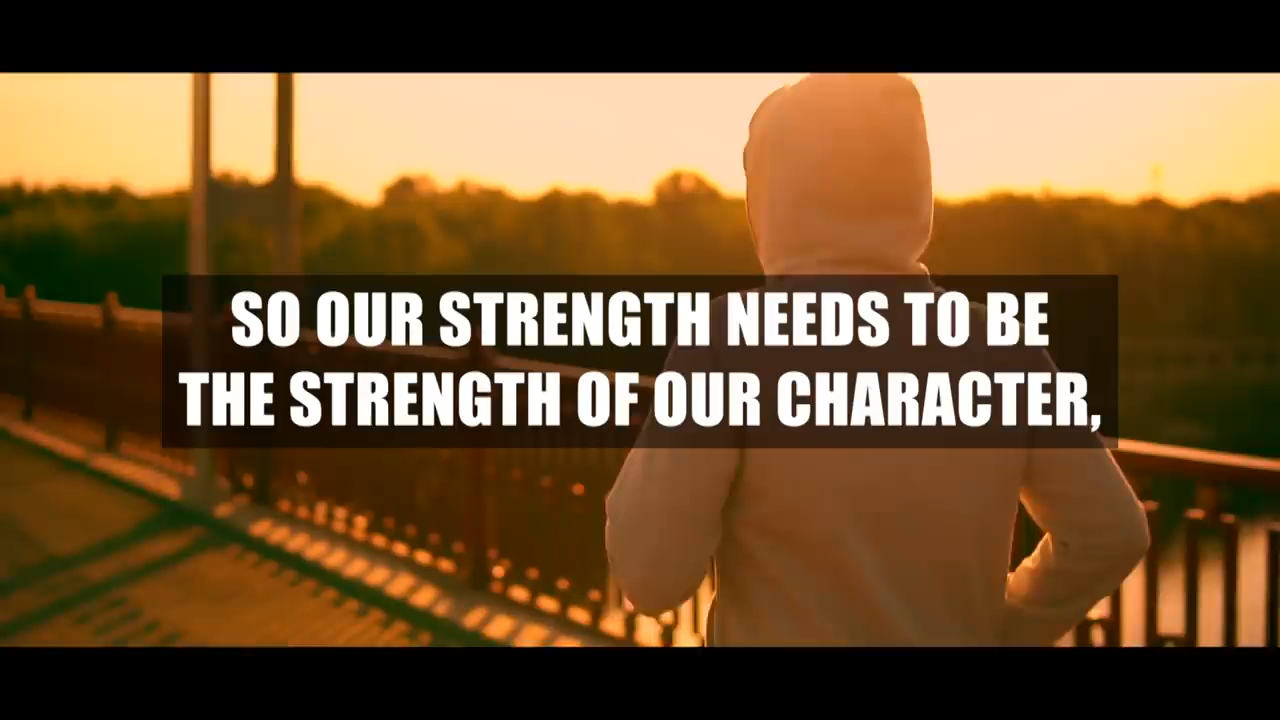 SO OUR STRENGTH NEEDS TO BE
THE STRENGTH OF OUR CHARACTER,